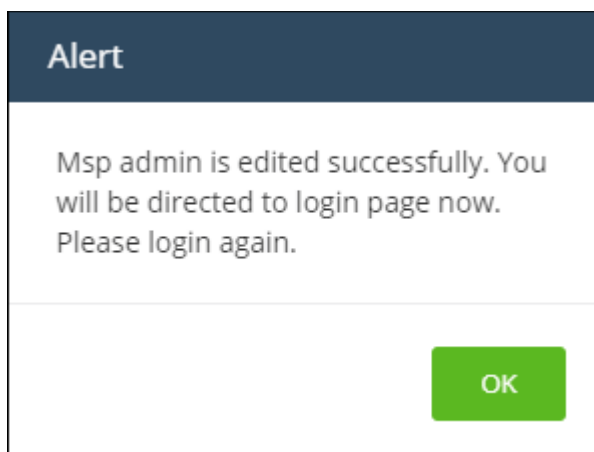 Alert
Msp admin is edited successfully. You
will be directed to login page now.
Please login again.
OK